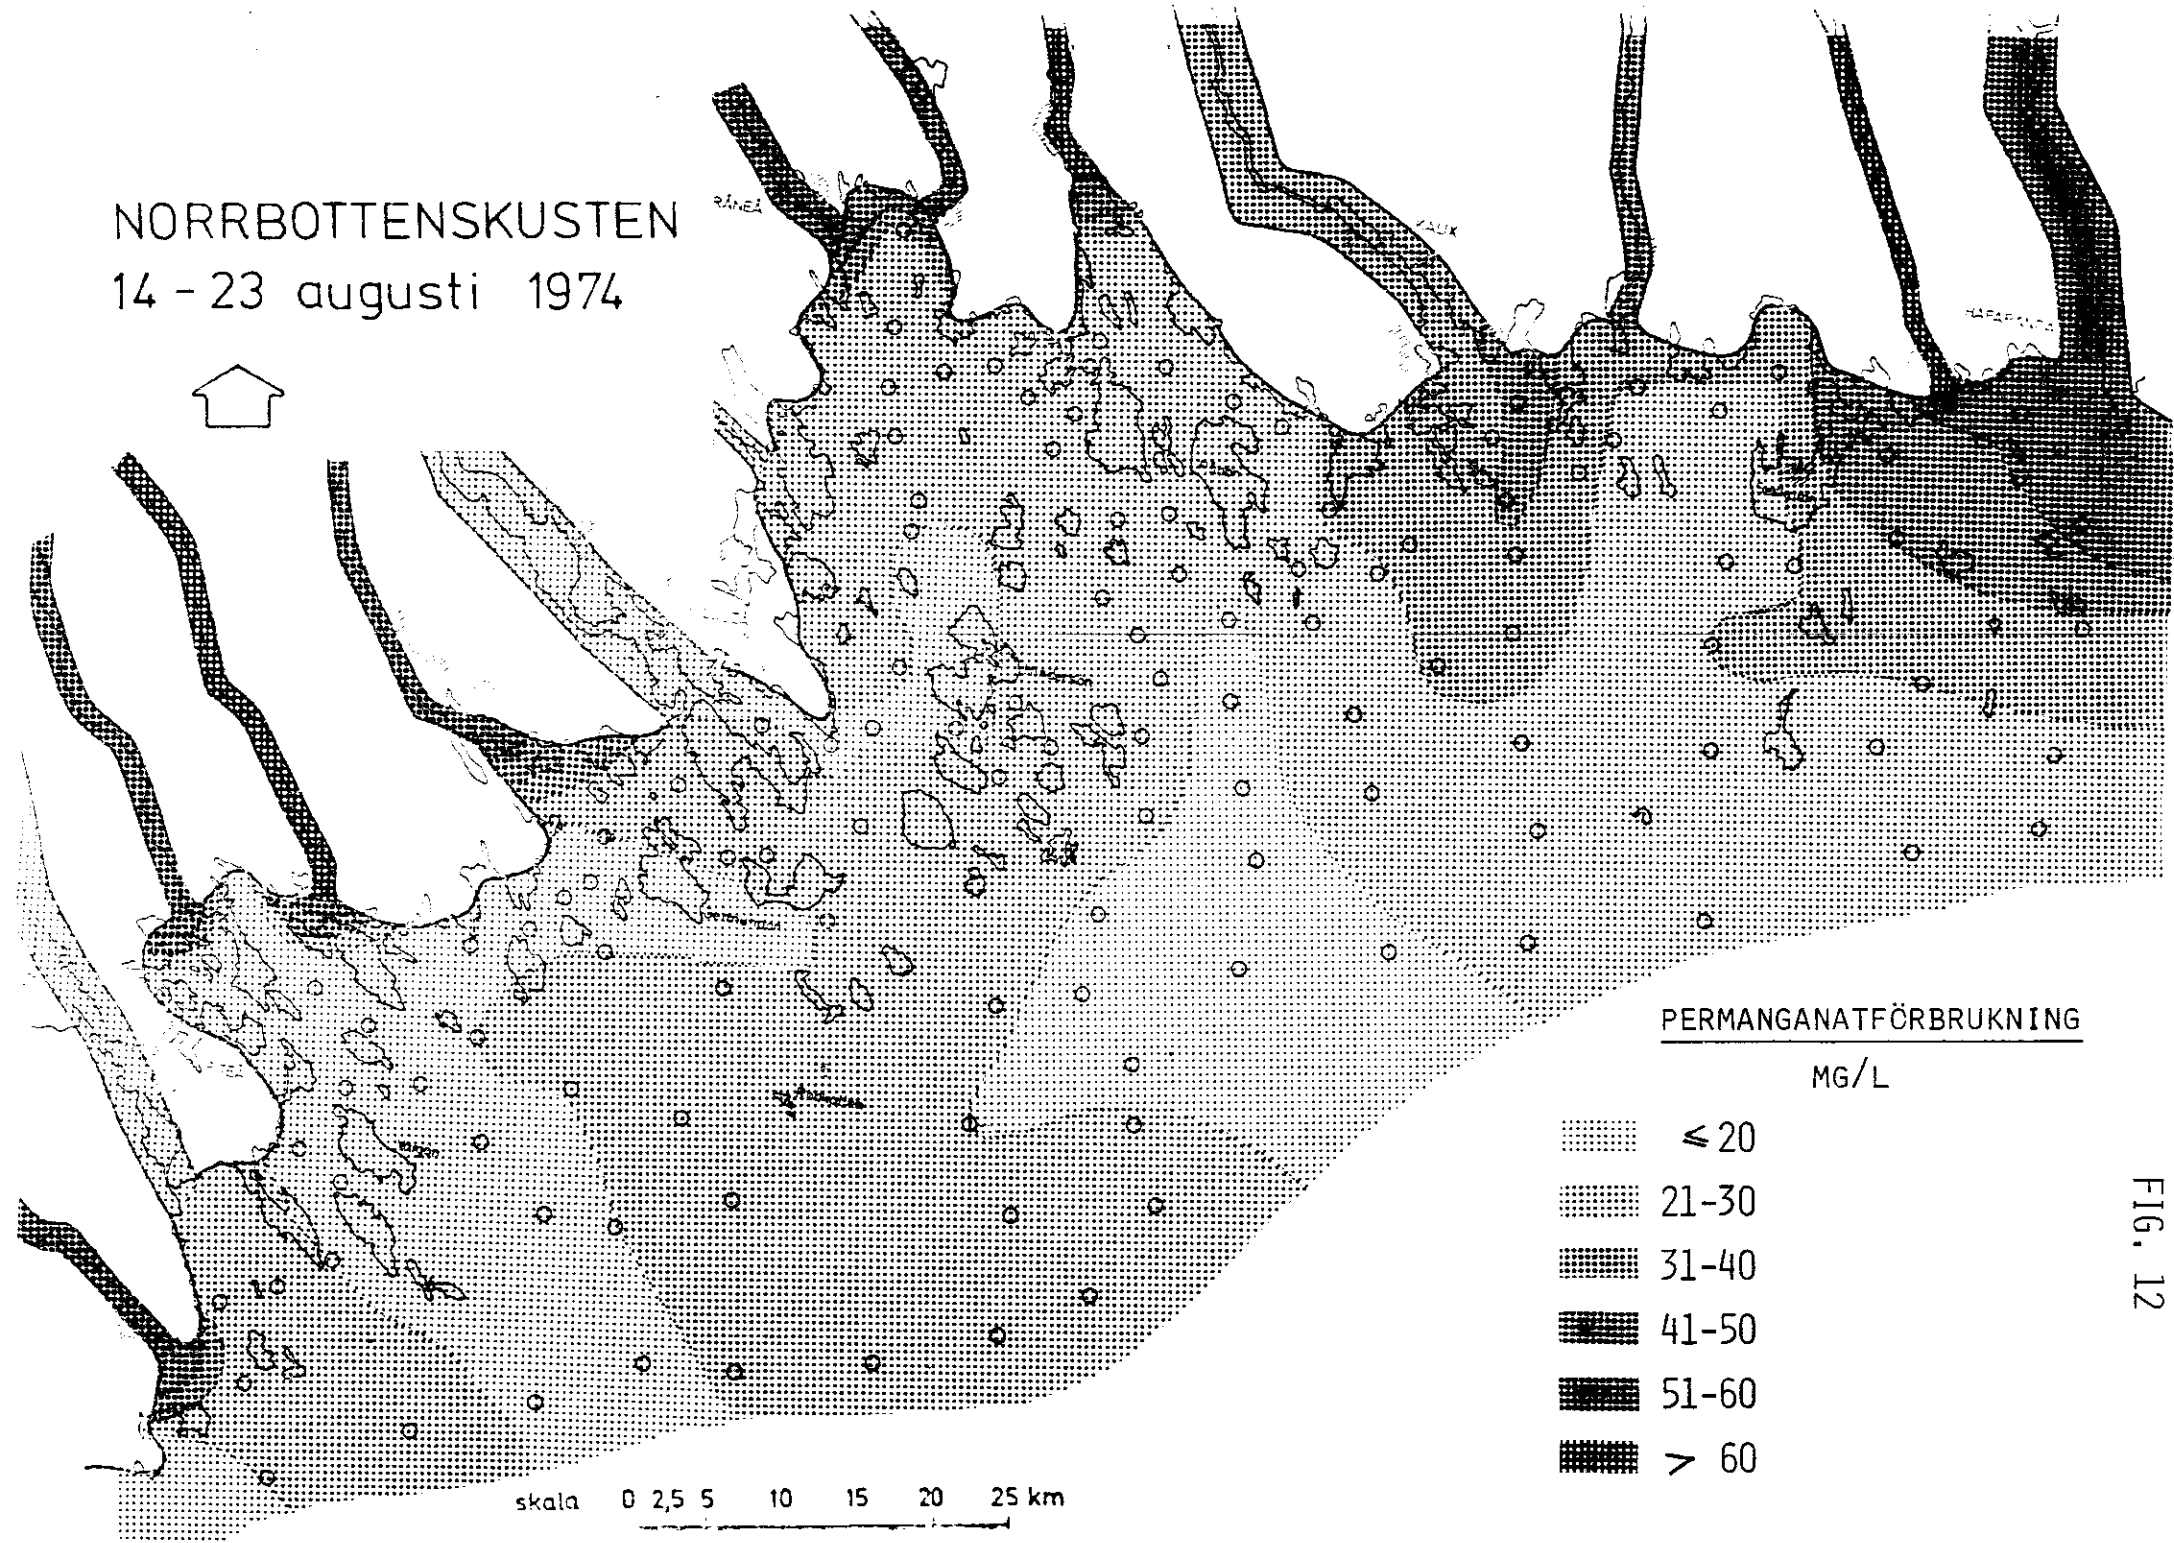 NORRBOTTENSKUSTEN
14 - 23 augusti 1974
RÅNEÅ
KALIX
HAPARANDA
PERMANGANATFÖRBRUKNING
MG/L
≤ 20
21-30
31-40
41-50
51-60
> 60
skala 0 2,5 5 10 15 20 25 km
FIG. 12